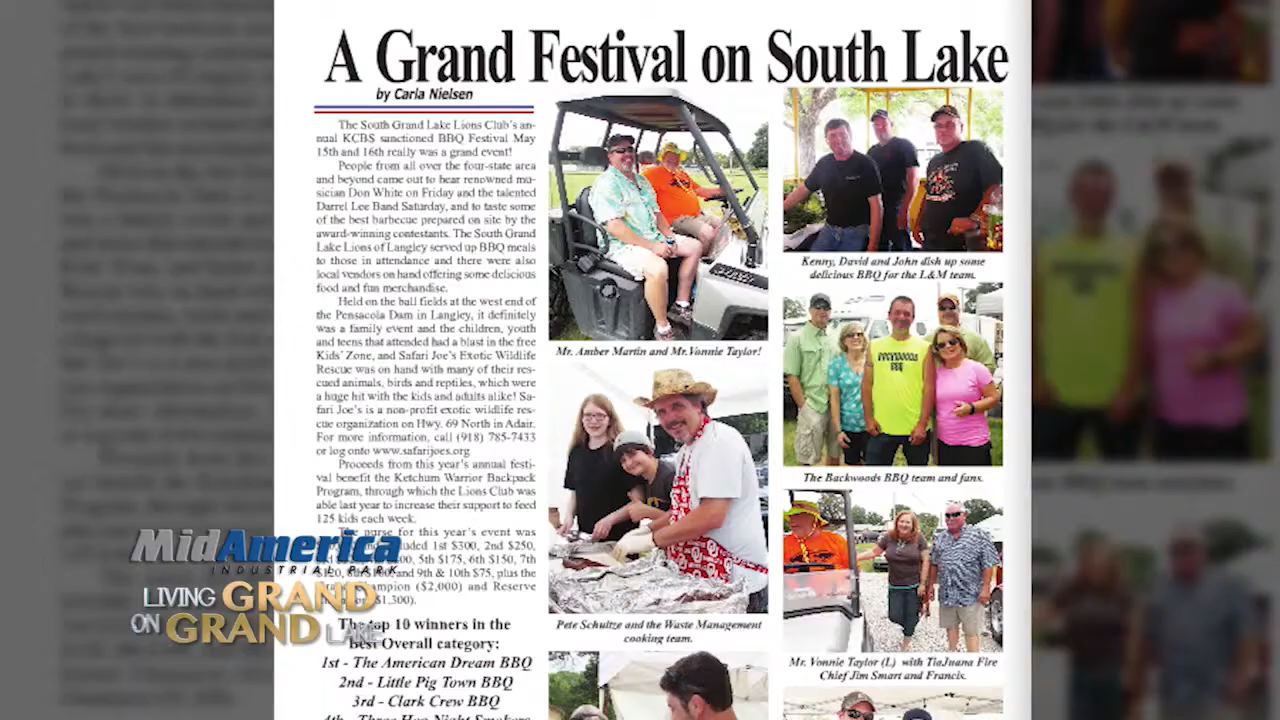 A Grand Festival on South Lake
by Carla Nielsen
The South Grand Lake Lions Club's an-
nual KCBS sanctioned BBQ Festival May
15th and 16th really was a grand event!
People from all over the four-state area
and beyond came out to hear renowned mu-
sician Don White on Friday and the talented
Darrel Lee Band Saturday, and to taste some
of the best barbecue prepared on site by the
award-winning contestants. The South Grand
Lake Lions of Langley served up BBQ meals
to those in attendance and there were also
local vendors on hand offering some delicious
food and fun merchandise.
Held on the ball fields at the west end of
the Pensacola Dam in Langley, it definitely
was a family event and the children, youth
and teens that attended had a blast in the free
Kids' Zone, and Safari Joe's Exotic Wildlife
Rescue was on hand with many of their res-
cued animals, birds and reptiles, which were
a huge hit with the kids and adults alike! Sa-
fari Joe's is a non-profit exotic wildlife res-
cue organization on Hwy. 69 North in Adair.
For more information, call (918) 785-7433
or log onto www.safarijoes.org
Proceeds from this year's annual festi-
val benefit the Ketchum Warrior Backpack
Program, through which the Lions Club was
able last year to increase their support to feed
125 kids each week.
The purse for this year's event was
1st $300, 2nd $250,
5th $175, 6th $150, 7th
and 9th & 10th $75, plus the
($2,000) and Reserve
$1,300).
The top 10 winners in the
Best Overall category:
1st - The American Dream BBQ
2nd - Little Pig Town BBQ
3rd - Clark Crew BBQ
4th - Three Hog Night Smokers
Mr. Amber Martin and Mr.Vonnie Taylor!
Pete Schultze and the Waste Management
cooking team.
Kenny, David and John dish up some
delicious BBQ for the L&M team.
BACKWOODS
BBQ
The Backwoods BBQ team and fans.
Mr. Vonnie Taylor (L) with TiaJuana Fire
Chief Jim Smart and Francis.
MidAmerica
INDUSTRIAL PARK
LIVING GRAND
ON GRAND LAKE